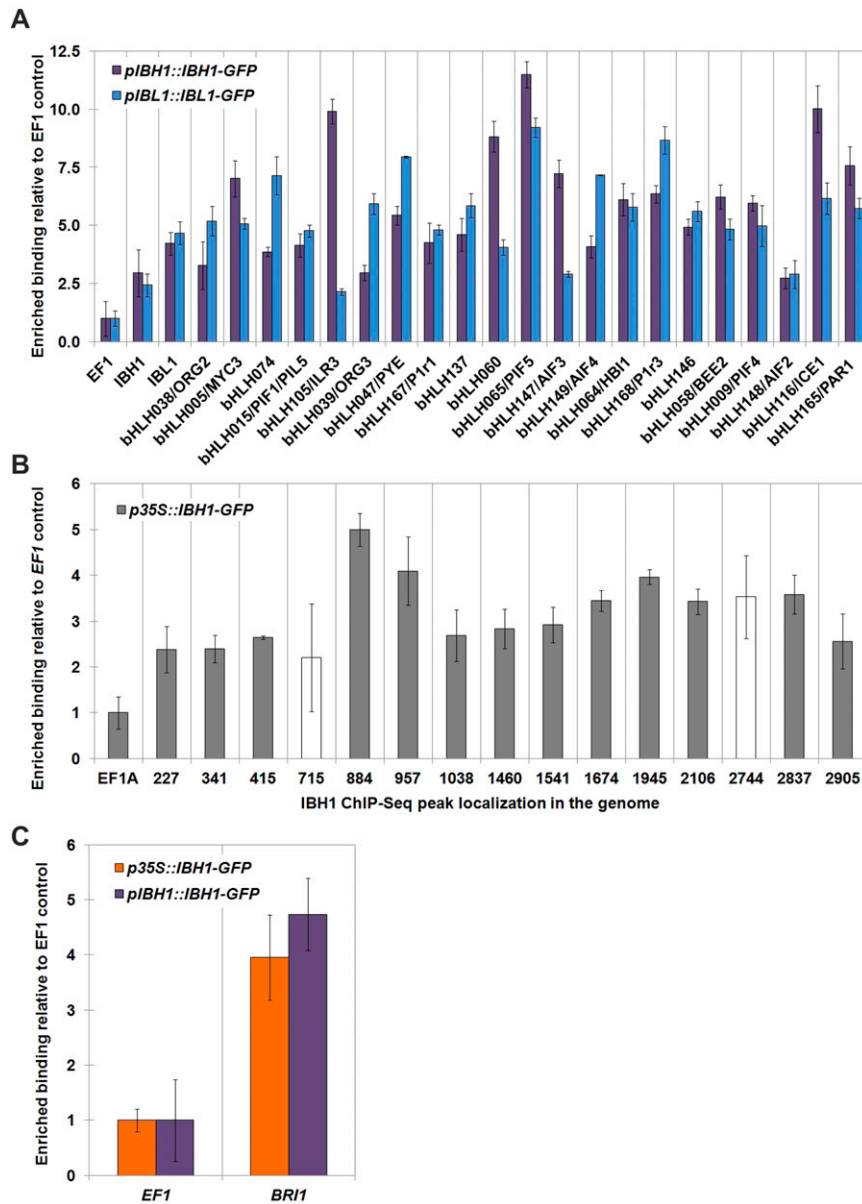 A
Enriched binding relative to EF1 control
12.5
10.0
7.5
5.0
2.5
0.0
pIBH1::IBH1-GFP
pIBL1::IBL1-GFP
EF1
IBH1
IBL1
bHLH038/ORG2
bHLH005/MYC3
bHLH074
bHLH015/PIF1/PIL5
bHLH105/ILR3
bHLH039/ORG3
bHLH047/PYE
bHLH167/P1r1
bHLH137
bHLH060
bHLH065/PIF5
bHLH147/AIF3
bHLH149/AIF4
bHLH064/HBI1
bHLH168/P1r3
bHLH146
bHLH058/BEE2
bHLH009/PIF4
bHLH148/AIF2
bHLH116/ICE1
bHLH165/PAR1
B
Enriched binding relative to EF1 control
6
5
4
3
2
1
0
p35S::IBH1-GFP
EF1A 227 341 415 715 884 957 1038 1460 1541 1674 1945 2106 2744 2837 2905
IBH1 ChIP-Seq peak localization in the genome
C
Enriched binding relative to EF1 control
6
5
4
3
2
1
0
p35S::IBH1-GFP
pIBH1::IBH1-GFP
EF1 BRI1